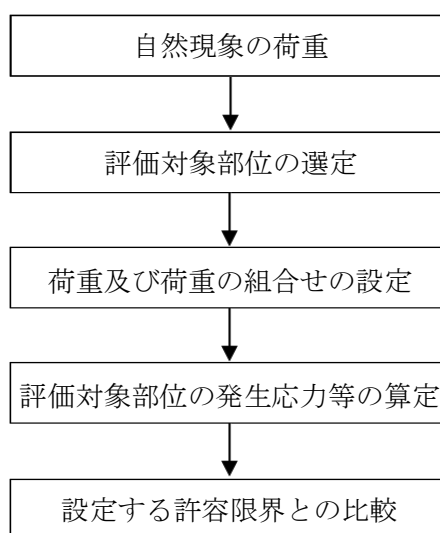 自然現象の荷重
評価対象部位の選定
荷重及び荷重の組合せの設定
評価対象部位の発生応力等の算定
設定する許容限界との比較